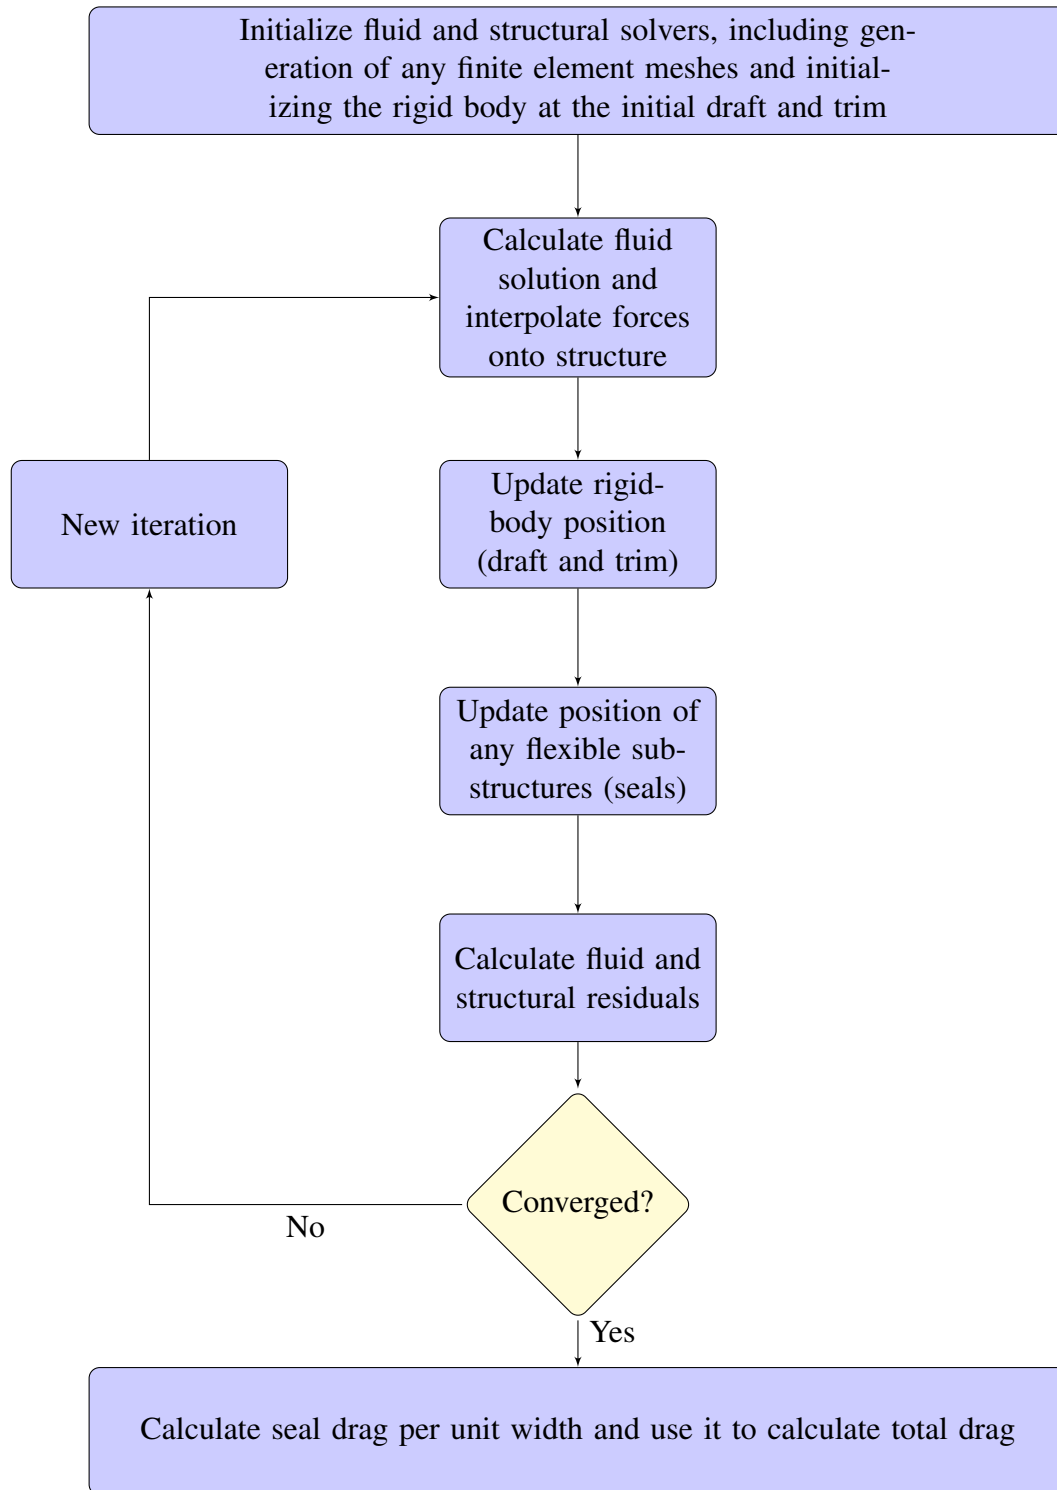 Initialize fluid and structural solvers, including gen-
eration of any finite element meshes and initial-
izing the rigid body at the initial draft and trim
Calculate fluid
solution and
interpolate forces
onto structure
New iteration
Update rigid-
body position
(draft and trim)
Update position of
any flexible sub-
structures (seals)
Calculate fluid and
structural residuals
Converged?
No
Yes
Calculate seal drag per unit width and use it to calculate total drag